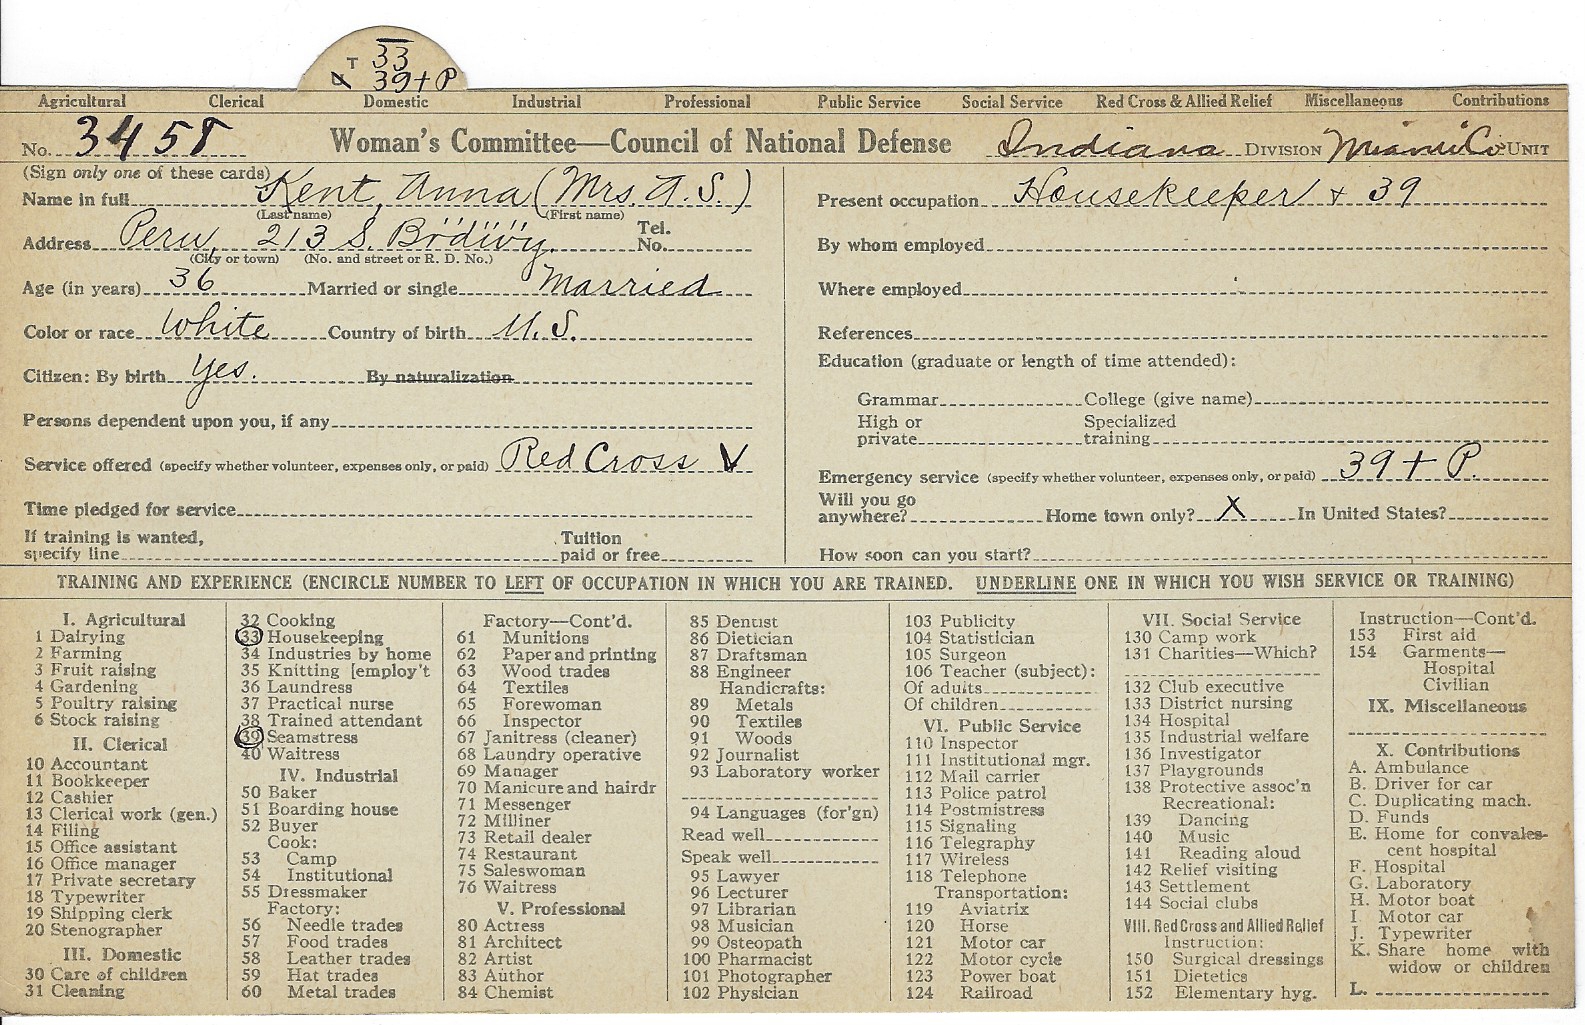 T 33
39 + P
Agricultural Clerical Domestic Industrial Professional Public Service Social Service Red Cross & Allied Relief Miscellaneous Contributions
No. 3458 Woman's Committee—Council of National Defense Indiana DIVISION Miami Co. UNIT
(Sign only one of these cards)
Name in full Kent, Anna (Mrs. A. S.)
(Last name) (First name)
Address Peru, 213 S. Brdwy. Tel. No.
(City or town) (No. and street or R. D. No.)
Age (in years) 36 Married or single Married
Color or race White Country of birth U. S.
Citizen: By birth Yes. By naturalization
Persons dependent upon you, if any
Service offered (specify whether volunteer, expenses only, or paid) Red Cross V
Time pledged for service
If training is wanted, specify line Tuition paid or free
Present occupation Housekeeper + 39
By whom employed
Where employed
References
Education (graduate or length of time attended):
Grammar College (give name)
High or private Specialized training
Emergency service (specify whether volunteer, expenses only, or paid) 39 + P.
Will you go anywhere? Home town only? X In United States?
How soon can you start?
TRAINING AND EXPERIENCE (ENCIRCLE NUMBER TO LEFT OF OCCUPATION IN WHICH YOU ARE TRAINED. UNDERLINE ONE IN WHICH YOU WISH SERVICE OR TRAINING)
I. Agricultural
1 Dairying
2 Farming
3 Fruit raising
4 Gardening
5 Poultry raising
6 Stock raising
II. Clerical
10 Accountant
11 Bookkeeper
12 Cashier
13 Clerical work (gen.)
14 Filing
15 Office assistant
16 Office manager
17 Private secretary
18 Typewriter
19 Shipping clerk
20 Stenographer
III. Domestic
30 Care of children
31 Cleaning
32 Cooking
33 Housekeeping
34 Industries by home
35 Knitting [employ't
36 Laundress
37 Practical nurse
38 Trained attendant
39 Seamstress
40 Waitress
IV. Industrial
50 Baker
51 Boarding house
52 Buyer
Cook:
53 Camp
54 Institutional
55 Dressmaker
Factory:
56 Needle trades
57 Food trades
58 Leather trades
59 Hat trades
60 Metal trades
Factory—Cont'd.
61 Munitions
62 Paper and printing
63 Wood trades
64 Textiles
65 Forewoman
66 Inspector
67 Janitress (cleaner)
68 Laundry operative
69 Manager
70 Manicure and hairdr
71 Messenger
72 Milliner
73 Retail dealer
74 Restaurant
75 Saleswoman
76 Waitress
V. Professional
80 Actress
81 Architect
82 Artist
83 Author
84 Chemist
85 Dentist
86 Dietician
87 Draftsman
88 Engineer
Handicrafts:
89 Metals
90 Textiles
91 Woods
92 Journalist
93 Laboratory worker
94 Languages (for'gn)
Read well
Speak well
95 Lawyer
96 Lecturer
97 Librarian
98 Musician
99 Osteopath
100 Pharmacist
101 Photographer
102 Physician
103 Publicity
104 Statistician
105 Surgeon
106 Teacher (subject):
Of adults
Of children
VI. Public Service
110 Inspector
111 Institutional mgr.
112 Mail carrier
113 Police patrol
114 Postmistress
115 Signaling
116 Telegraphy
117 Wireless
118 Telephone
Transportation:
119 Aviatrix
120 Horse
121 Motor car
122 Motor cycle
123 Power boat
124 Railroad
VII. Social Service
130 Camp work
131 Charities—Which?
132 Club executive
133 District nursing
134 Hospital
135 Industrial welfare
136 Investigator
137 Playgrounds
138 Protective assoc'n
Recreational:
139 Dancing
140 Music
141 Reading aloud
142 Relief visiting
143 Settlement
144 Social clubs
VIII. Red Cross and Allied Relief
Instruction:
150 Surgical dressings
151 Dietetics
152 Elementary hyg.
Instruction—Cont'd.
153 First aid
154 Garments—
Hospital
Civilian
IX. Miscellaneous
X. Contributions
A. Ambulance
B. Driver for car
C. Duplicating mach.
D. Funds
E. Home for convales-
cent hospital
F. Hospital
G. Laboratory
H. Motor boat
I Motor car
J. Typewriter
K. Share home with
widow or children
L.